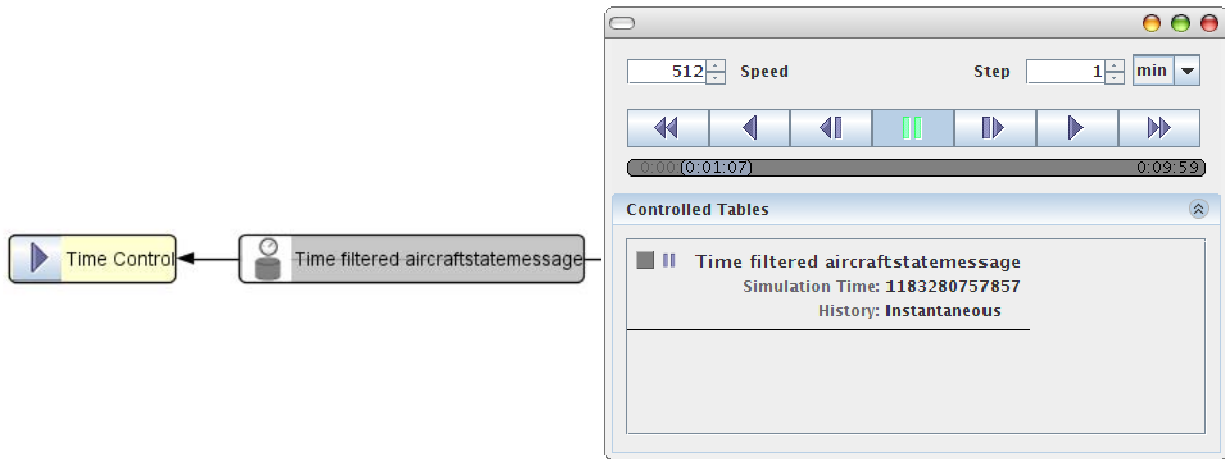 Time Control
Time filtered aircraftstatemessage
512 Speed Step 1 min
0:00 (0:01:07) 0:09:59
Controlled Tables
Time filtered aircraftstatemessage
Simulation Time: 1183280757857
History: Instantaneous